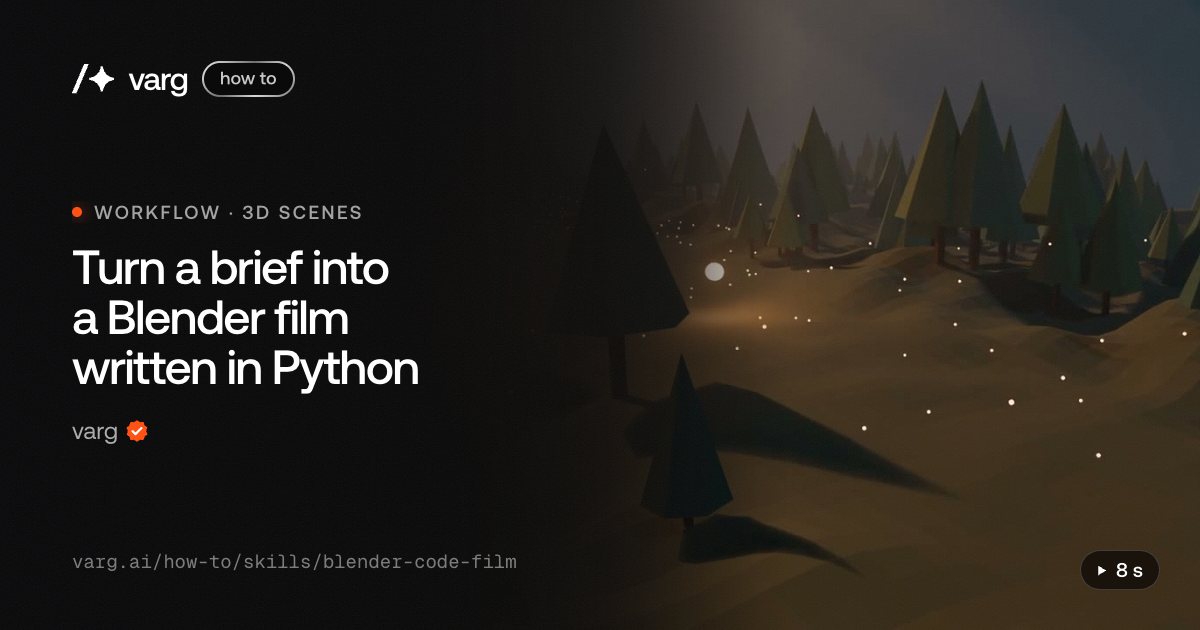 varg how to
WORKFLOW · 3D SCENES
Turn a brief into
a Blender film
written in Python
varg
varg.ai/how-to/skills/blender-code-film
8 s